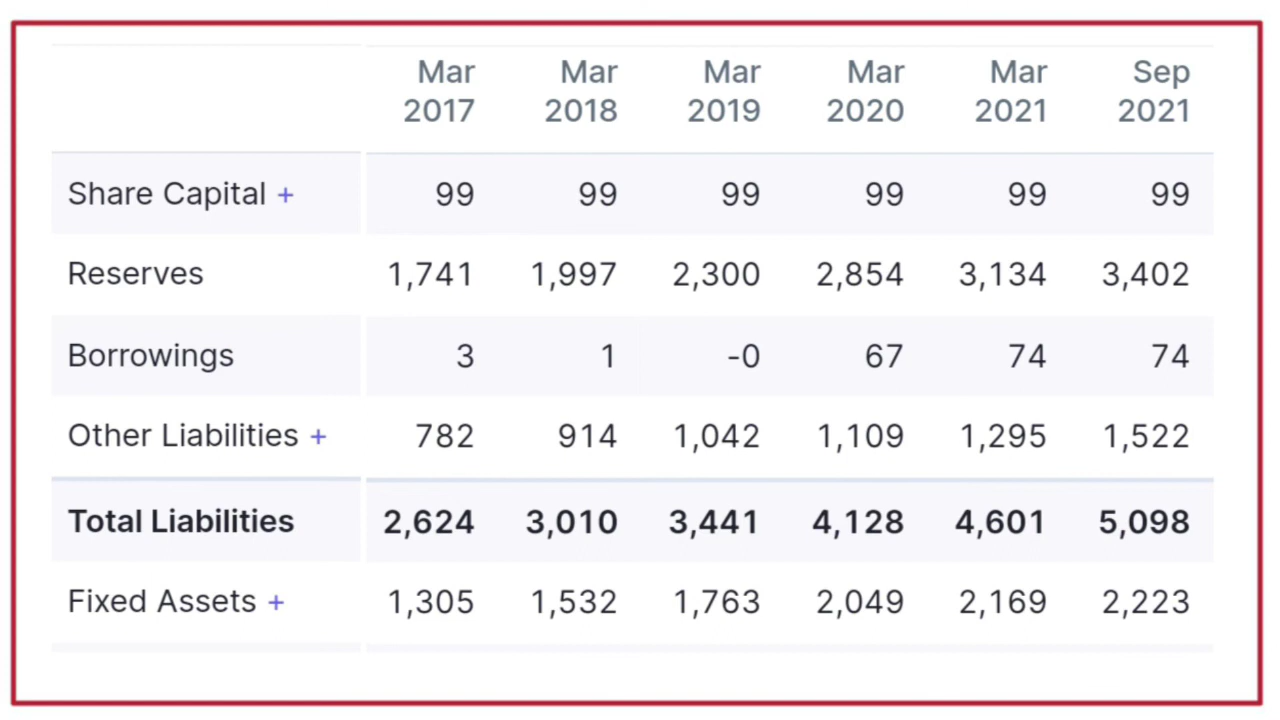 Mar 2017 Mar 2018 Mar 2019 Mar 2020 Mar 2021 Sep 2021
Share Capital + 99 99 99 99 99 99
Reserves 1,741 1,997 2,300 2,854 3,134 3,402
Borrowings 3 1 -0 67 74 74
Other Liabilities + 782 914 1,042 1,109 1,295 1,522
Total Liabilities 2,624 3,010 3,441 4,128 4,601 5,098
Fixed Assets + 1,305 1,532 1,763 2,049 2,169 2,223